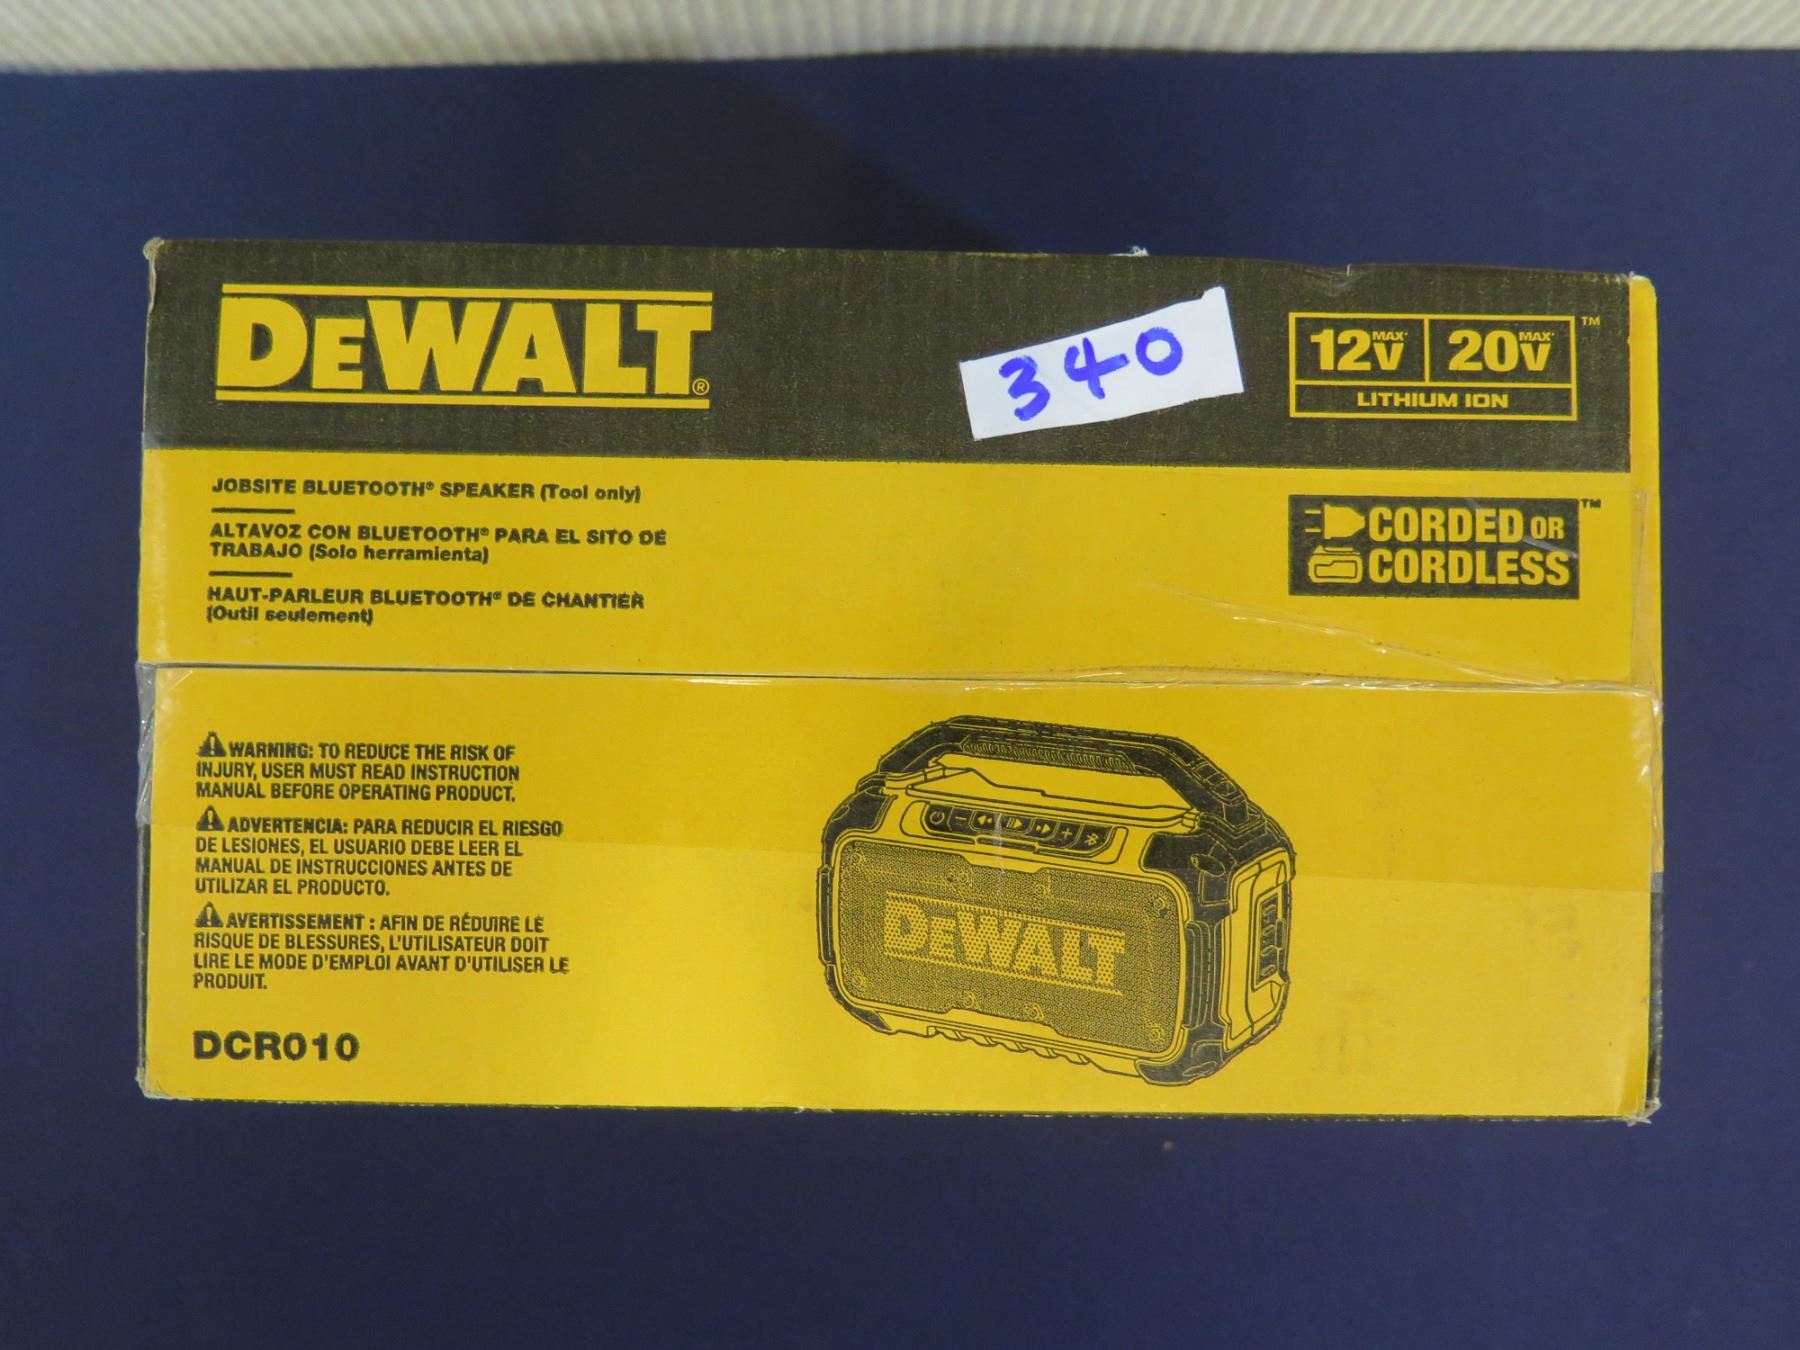 DEWALT®
340
12V MAX* 20V MAX* ™
LITHIUM ION
JOBSITE BLUETOOTH® SPEAKER (Tool only)
ALTAVOZ CON BLUETOOTH® PARA EL SITO DE
TRABAJO (Solo herramienta)
HAUT-PARLEUR BLUETOOTH® DE CHANTIER
(Outil seulement)
CORDED OR ™
CORDLESS
WARNING: TO REDUCE THE RISK OF
INJURY, USER MUST READ INSTRUCTION
MANUAL BEFORE OPERATING PRODUCT.
ADVERTENCIA: PARA REDUCIR EL RIESGO
DE LESIONES, EL USUARIO DEBE LEER EL
MANUAL DE INSTRUCCIONES ANTES DE
UTILIZAR EL PRODUCTO.
AVERTISSEMENT : AFIN DE RÉDUIRE LE
RISQUE DE BLESSURES, L'UTILISATEUR DOIT
LIRE LE MODE D'EMPLOI AVANT D'UTILISER LE
PRODUIT.
DCR010
DEWALT